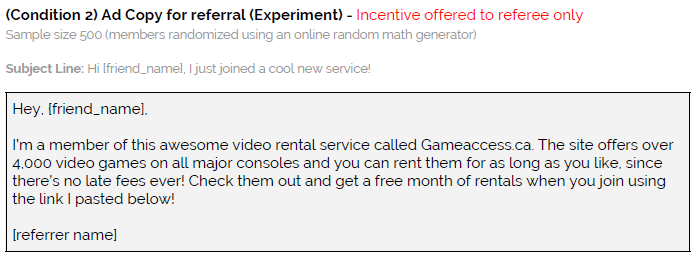 (Condition 2) Ad Copy for referral (Experiment) - Incentive offered to referee only
Sample size 500 (members randomized using an online random math generator)
Subject Line: Hi [friend_name], I just joined a cool new service!
Hey, [friend_name],
I'm a member of this awesome video rental service called Gameaccess.ca. The site offers over
4,000 video games on all major consoles and you can rent them for as long as you like, since
there's no late fees ever! Check them out and get a free month of rentals when you join using
the link I pasted below!
[referrer name]